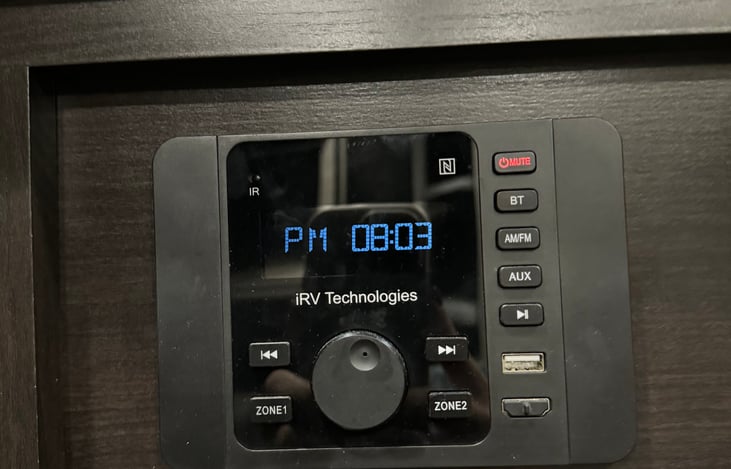 MUTE
IR
BT
PM 08:03
AM/FM
AUX
iRV Technologies
ZONE1
ZONE2